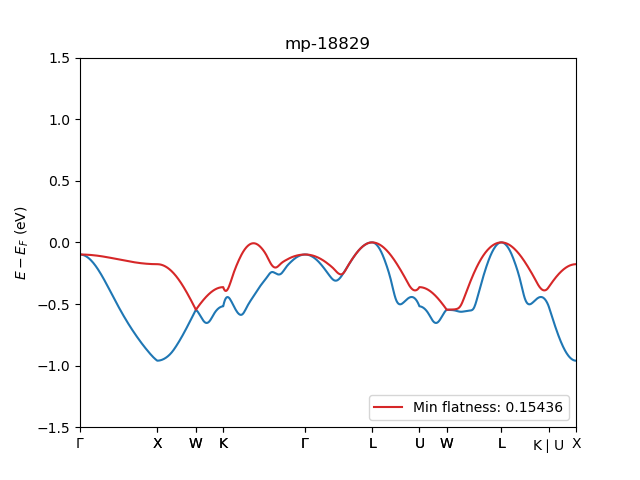 mp-18829
E − E_F (eV)
1.5
1.0
0.5
0.0
−0.5
−1.0
−1.5
Min flatness: 0.15436
Γ X W K Γ L U W L K | U X